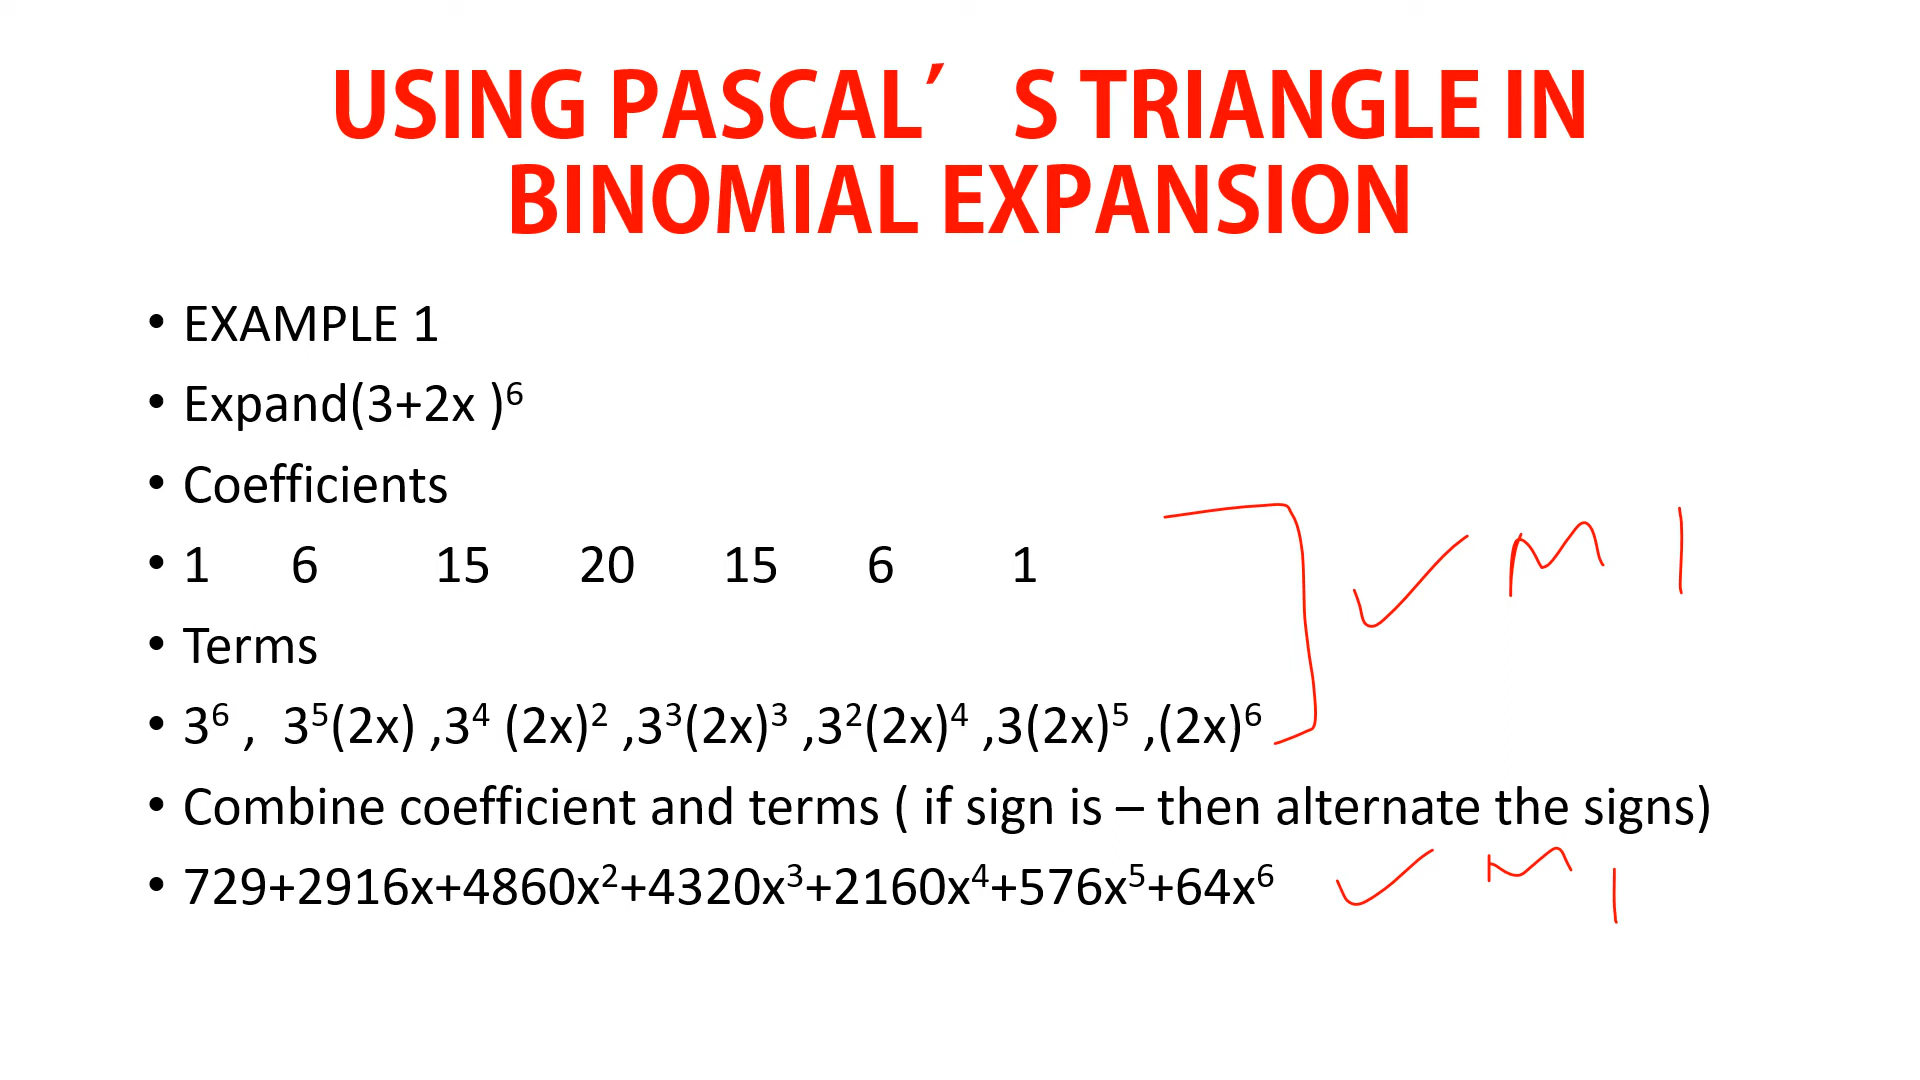 USING PASCAL′ S TRIANGLE IN
BINOMIAL EXPANSION
• EXAMPLE 1
• Expand(3+2x )⁶
• Coefficients
• 1 6 15 20 15 6 1
✓ M 1
• Terms
• 3⁶ , 3⁵(2x) ,3⁴ (2x)² ,3³(2x)³ ,3²(2x)⁴ ,3(2x)⁵ ,(2x)⁶
• Combine coefficient and terms ( if sign is – then alternate the signs)
• 729+2916x+4860x²+4320x³+2160x⁴+576x⁵+64x⁶ ✓ M 1